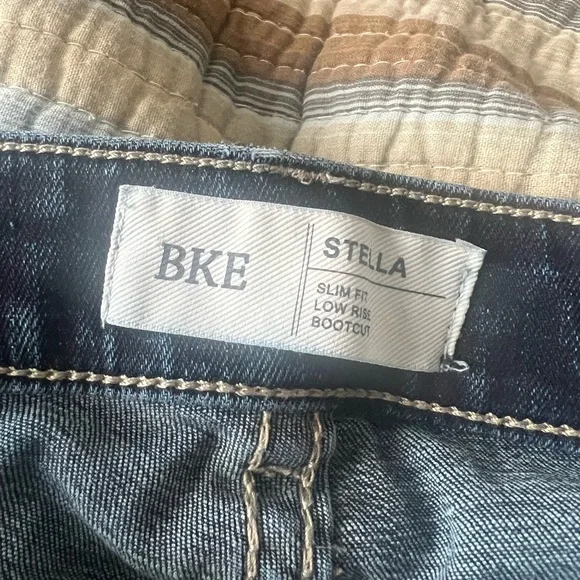 BKE
STELLA
SLIM FIT
LOW RISE
BOOTCUT